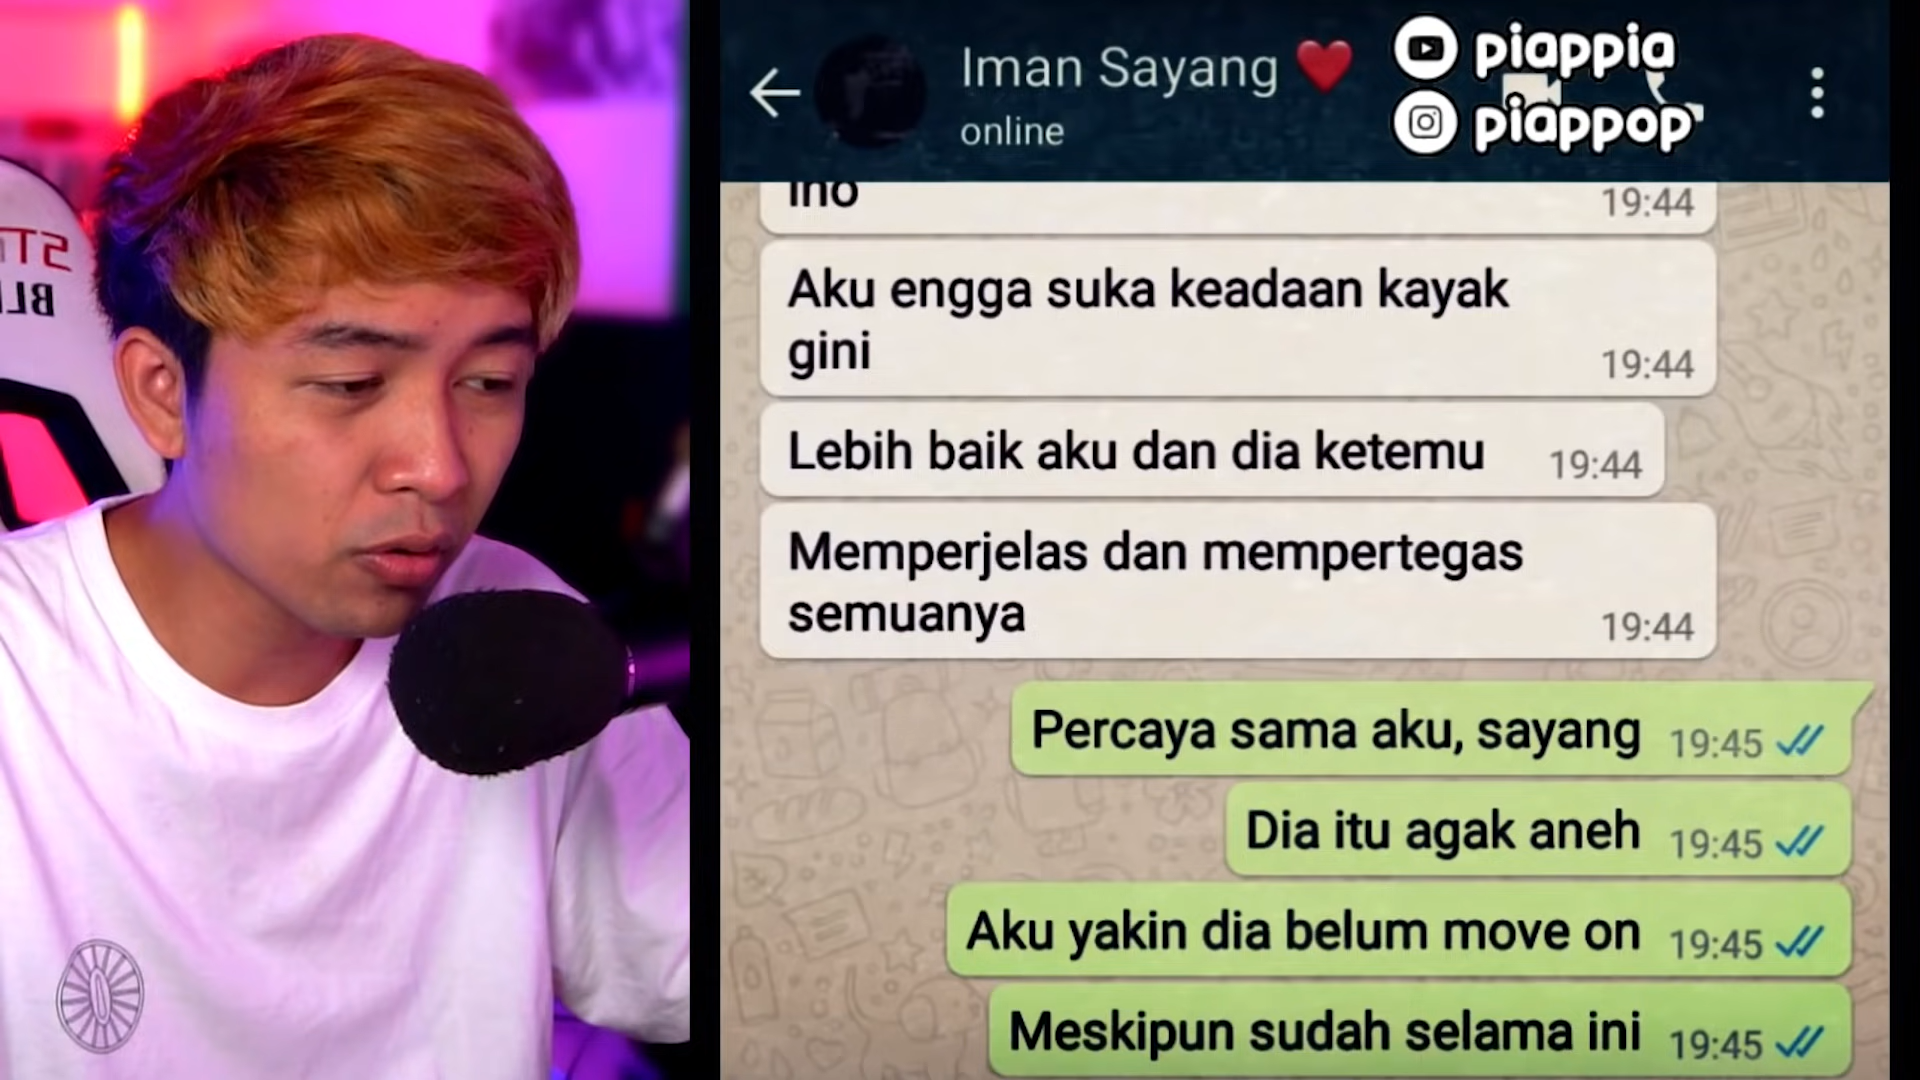 Iman Sayang ❤️
online
piappia
piappop
ino 19:44
Aku engga suka keadaan kayak
gini 19:44
Lebih baik aku dan dia ketemu 19:44
Memperjelas dan mempertegas
semuanya 19:44
Percaya sama aku, sayang 19:45
Dia itu agak aneh 19:45
Aku yakin dia belum move on 19:45
Meskipun sudah selama ini 19:45